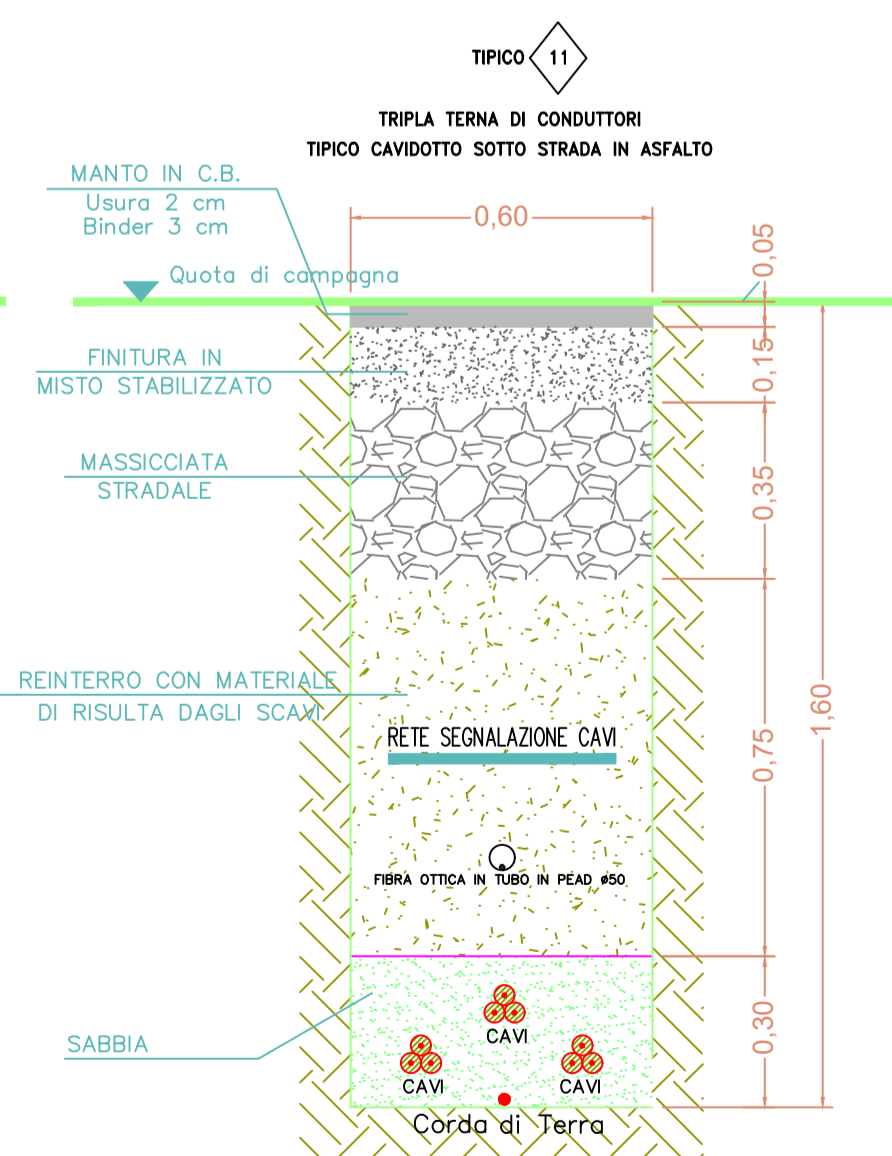 TIPICO 11
TRIPLA TERNA DI CONDUTTORI
TIPICO CAVIDOTTO SOTTO STRADA IN ASFALTO
MANTO IN C.B.
Usura 2 cm
Binder 3 cm
0,60
0,05
Quota di campagna
FINITURA IN
MISTO STABILIZZATO
0,15
MASSICCIATA
STRADALE
0,35
REINTERRO CON MATERIALE
DI RISULTA DAGLI SCAVI
1,60
RETE SEGNALAZIONE CAVI
0,75
FIBRA OTTICA IN TUBO IN PEAD ø50
SABBIA
CAVI
0,30
CAVI
CAVI
Corda di Terra